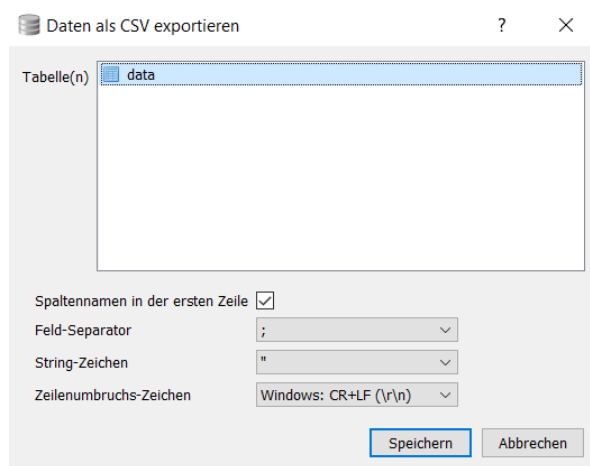 Daten als CSV exportieren
Tabelle(n) data
Spaltennamen in der ersten Zeile
Feld-Separator ;
String-Zeichen "
Zeilenumbruchs-Zeichen Windows: CR+LF (\r\n)
Speichern Abbrechen